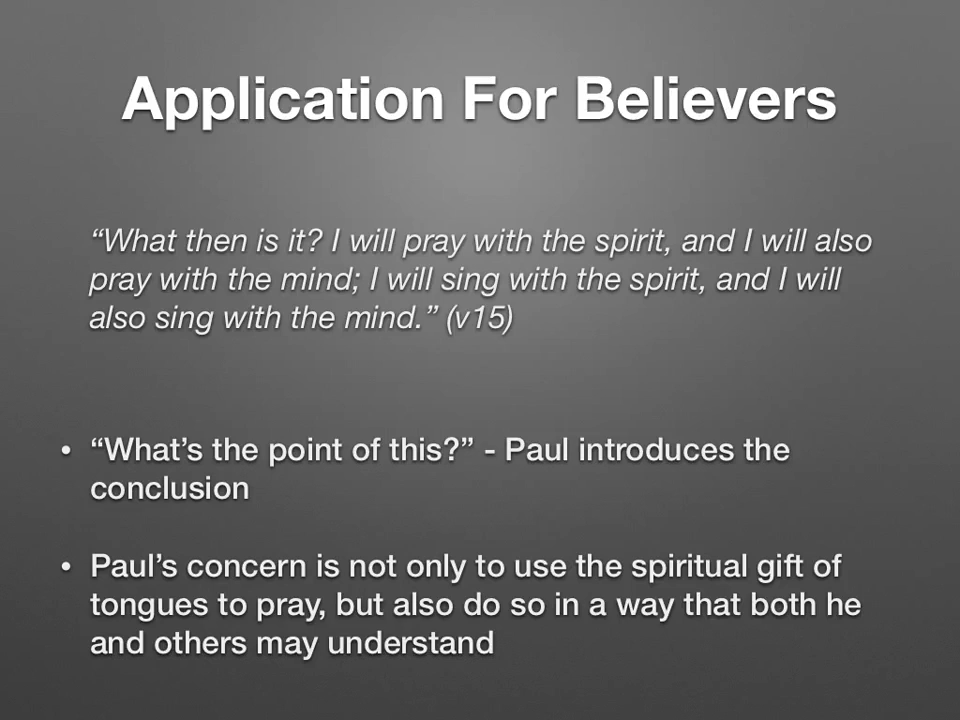 Application For Believers
“What then is it? I will pray with the spirit, and I will also
pray with the mind; I will sing with the spirit, and I will
also sing with the mind.” (v15)
• “What’s the point of this?” - Paul introduces the
conclusion
• Paul’s concern is not only to use the spiritual gift of
tongues to pray, but also do so in a way that both he
and others may understand